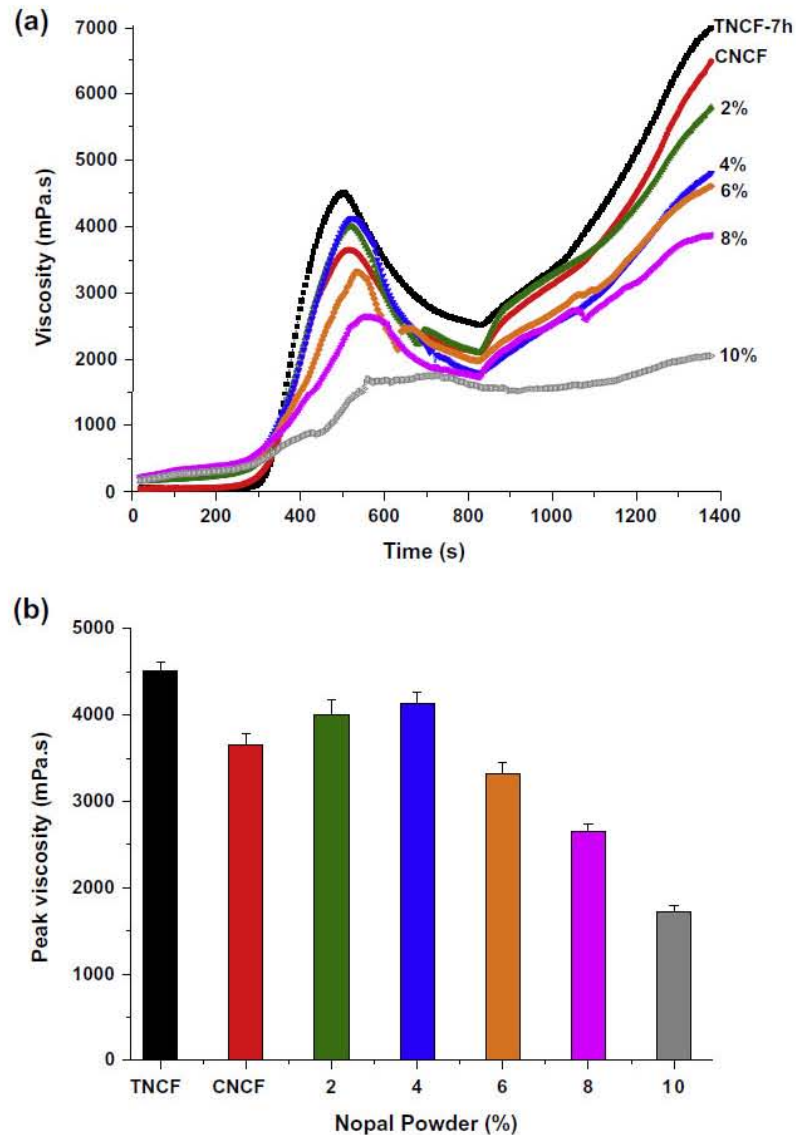 (a)
7000
6000
5000
4000
3000
2000
1000
0
Viscosity (mPa.s)
TNCF-7h
CNCF
2%
4%
6%
8%
10%
0 200 400 600 800 1000 1200 1400
Time (s)
(b)
5000
4000
3000
2000
1000
0
Peak viscosity (mPa.s)
TNCF CNCF 2 4 6 8 10
Nopal Powder (%)